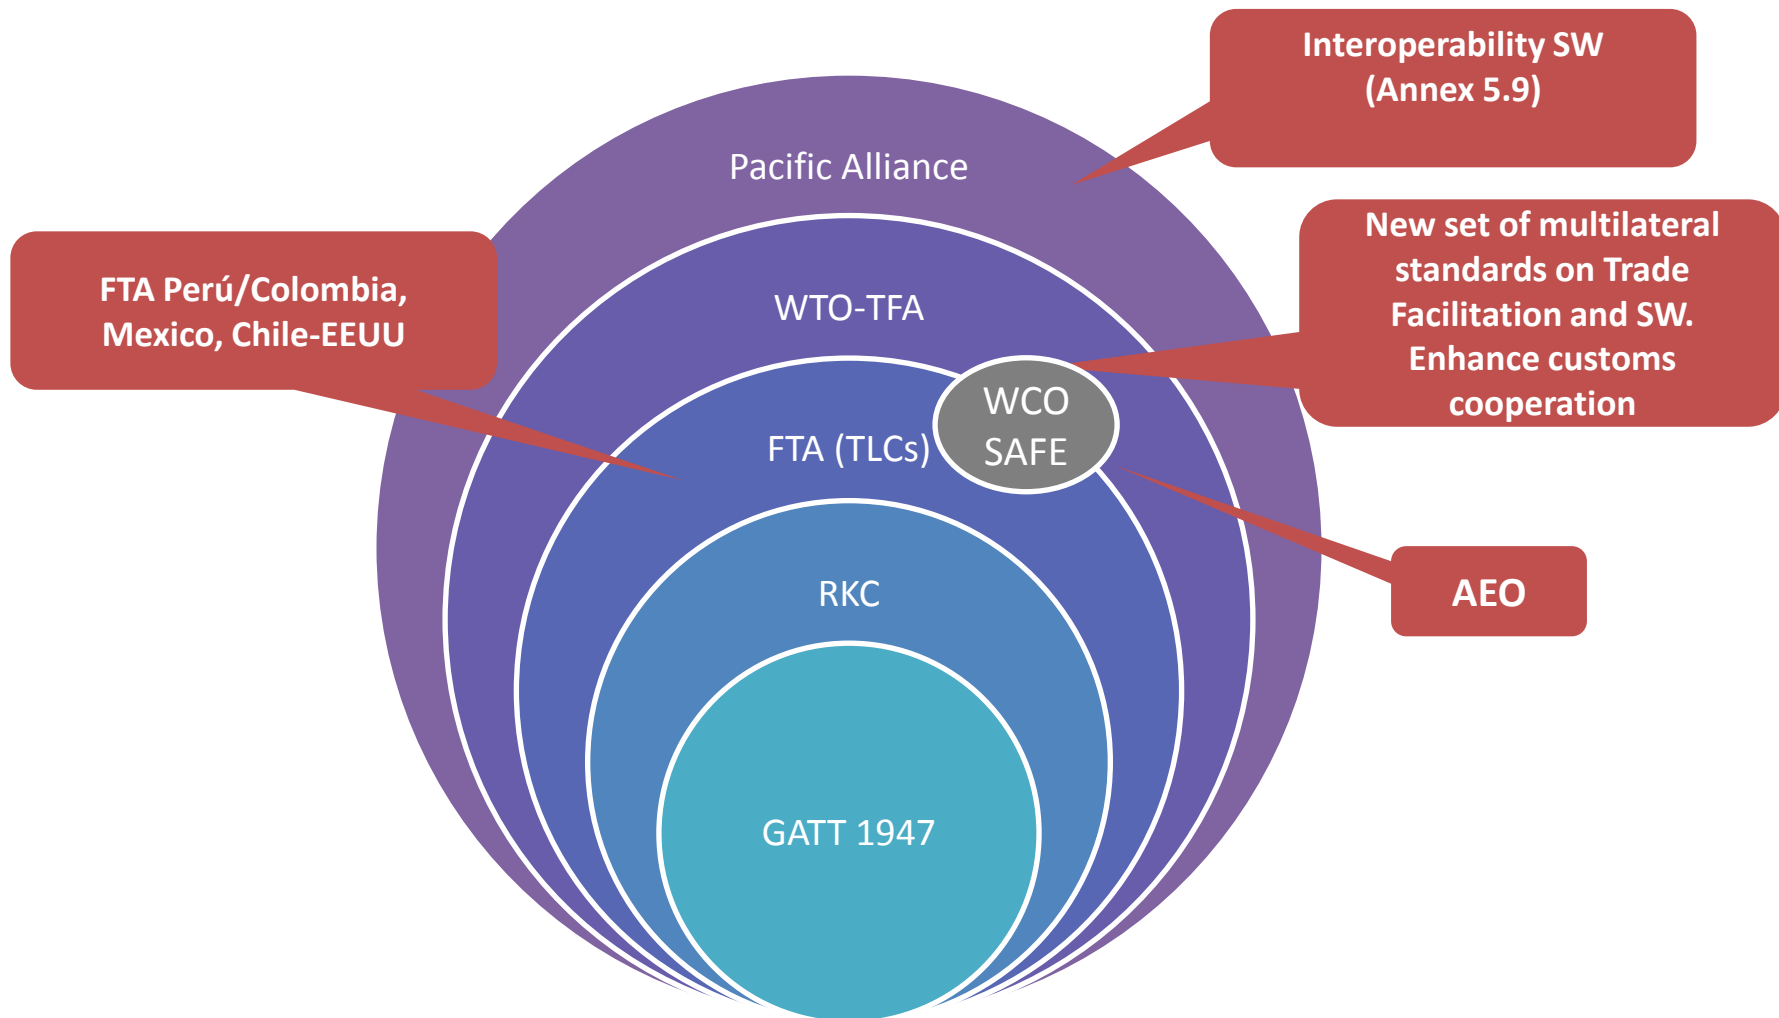 Interoperability SW
(Annex 5.9)
Pacific Alliance
New set of multilateral
standards on Trade
Facilitation and SW.
Enhance customs
cooperation
FTA Perú/Colombia,
Mexico, Chile-EEUU
WTO-TFA
WCO
SAFE
FTA (TLCs)
AEO
RKC
GATT 1947